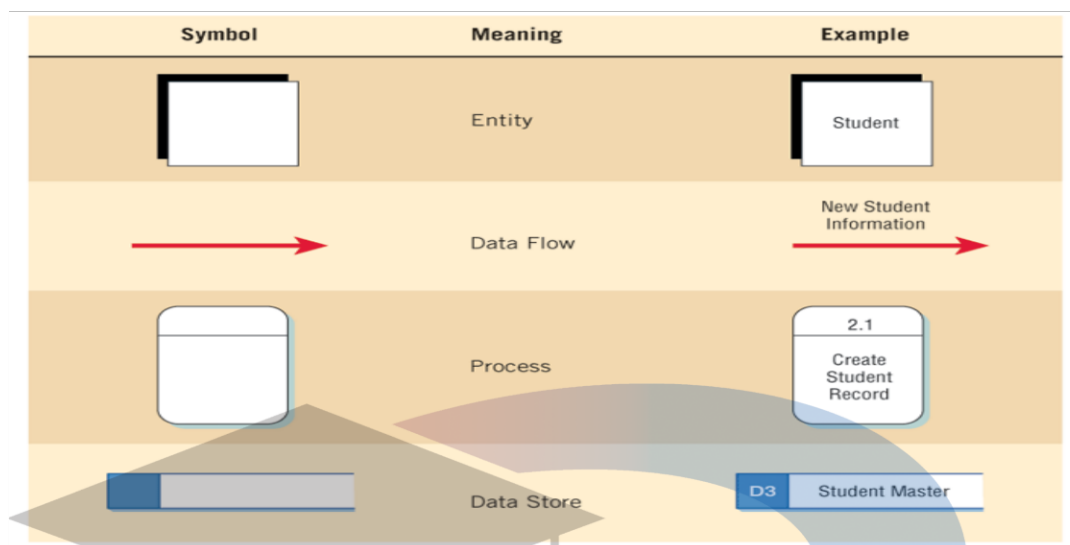 Symbol Meaning Example
Entity
Student
Data Flow
New Student
Information
Process
2.1
Create
Student
Record
Data Store
D3 Student Master